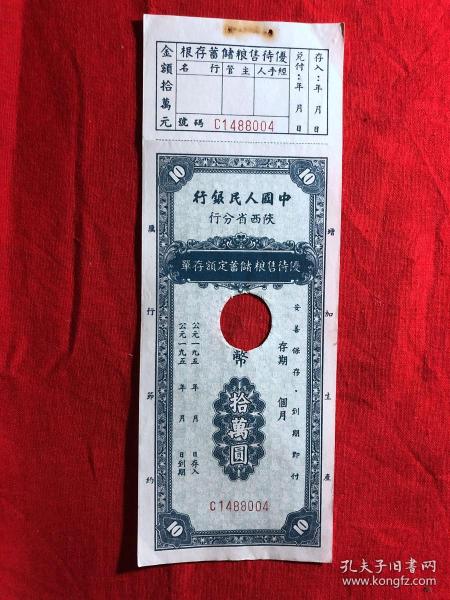 優待售粮儲蓄存根
存入：年　月　日
兌付：年　月　日
經手人
主管
行名
金額拾萬元
號碼 C1488004
10
10
中國人民銀行
陝西省分行
優待售粮儲蓄定額存單
增加生產
妥善保存．到期即付
存期　個月
幣
拾萬圓
公元一九五　年　月　日存入
公元一九五　年　月　日到期
厲行節約
C1488004
10
10
孔夫子旧書网
www.kongfz.com